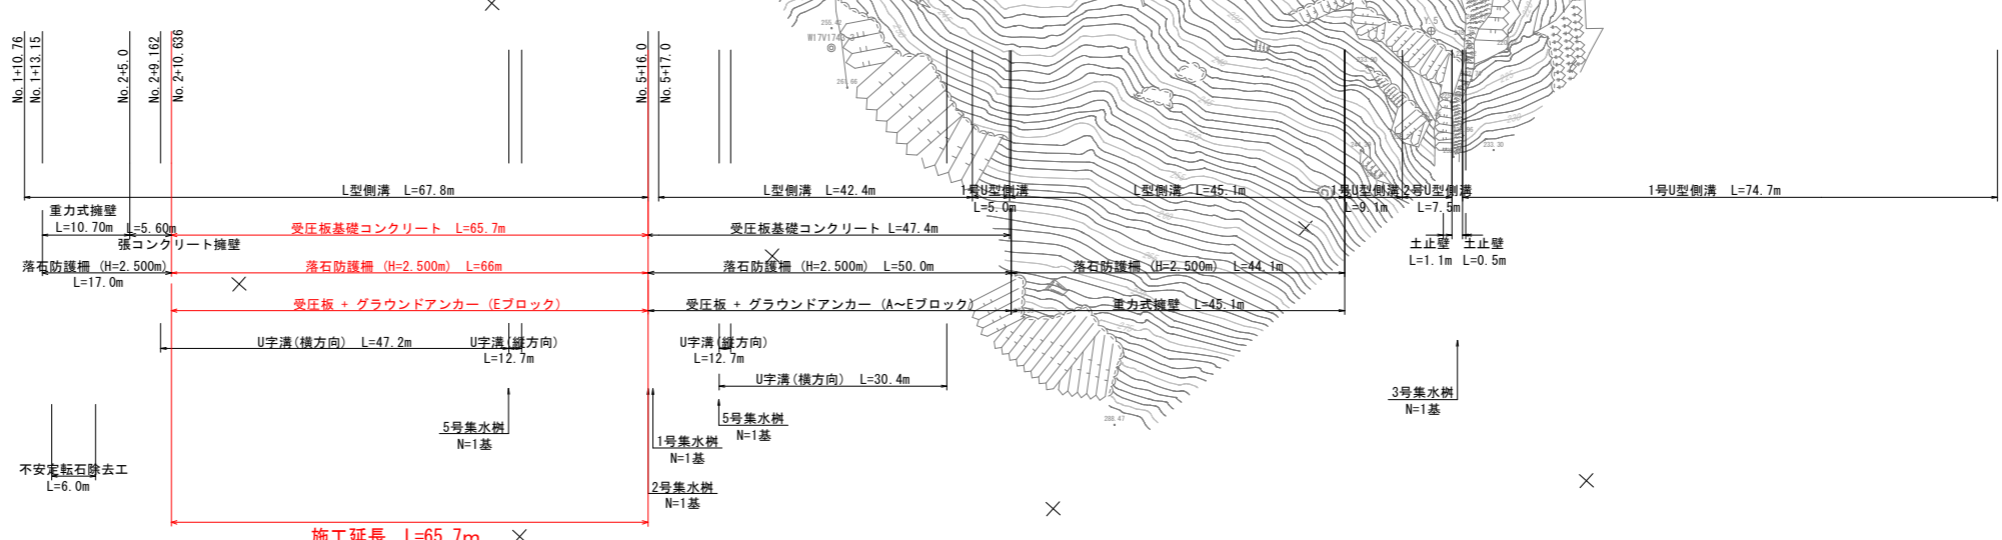 No.1+10.76
No.1+13.15
No.2+5.0
No.2+9.162
No.2+10.636
No.5+16.0
No.5+17.0
255.42
W17V174
Y.5
233.30
L型側溝 L=67.8m
L型側溝 L=42.4m
1号U型側溝
L=5.0m
L型側溝 L=45.1m
1号U型側溝
L=9.1m
2号U型側溝
L=7.5m
1号U型側溝 L=74.7m
重力式擁壁
L=10.70m
L=5.60m
張コンクリート擁壁
受圧板基礎コンクリート L=65.7m
受圧板基礎コンクリート L=47.4m
土止壁
L=1.1m
土止壁
L=0.5m
落石防護柵 (H=2.500m)
L=17.0m
落石防護柵 (H=2.500m) L=66m
落石防護柵 (H=2.500m) L=50.0m
落石防護柵 (H=2.500m) L=44.1m
受圧板 + グラウンドアンカー (Eブロック)
受圧板 + グラウンドアンカー (A～Eブロック)
重力式擁壁 L=45.1m
U字溝(横方向) L=47.2m
U字溝(縦方向)
L=12.7m
U字溝(縦方向)
L=12.7m
U字溝(横方向) L=30.4m
3号集水桝
N=1基
5号集水桝
N=1基
5号集水桝
N=1基
1号集水桝
N=1基
2号集水桝
N=1基
不安定転石除去工
L=6.0m
268.47
施工延長 L=65.7m